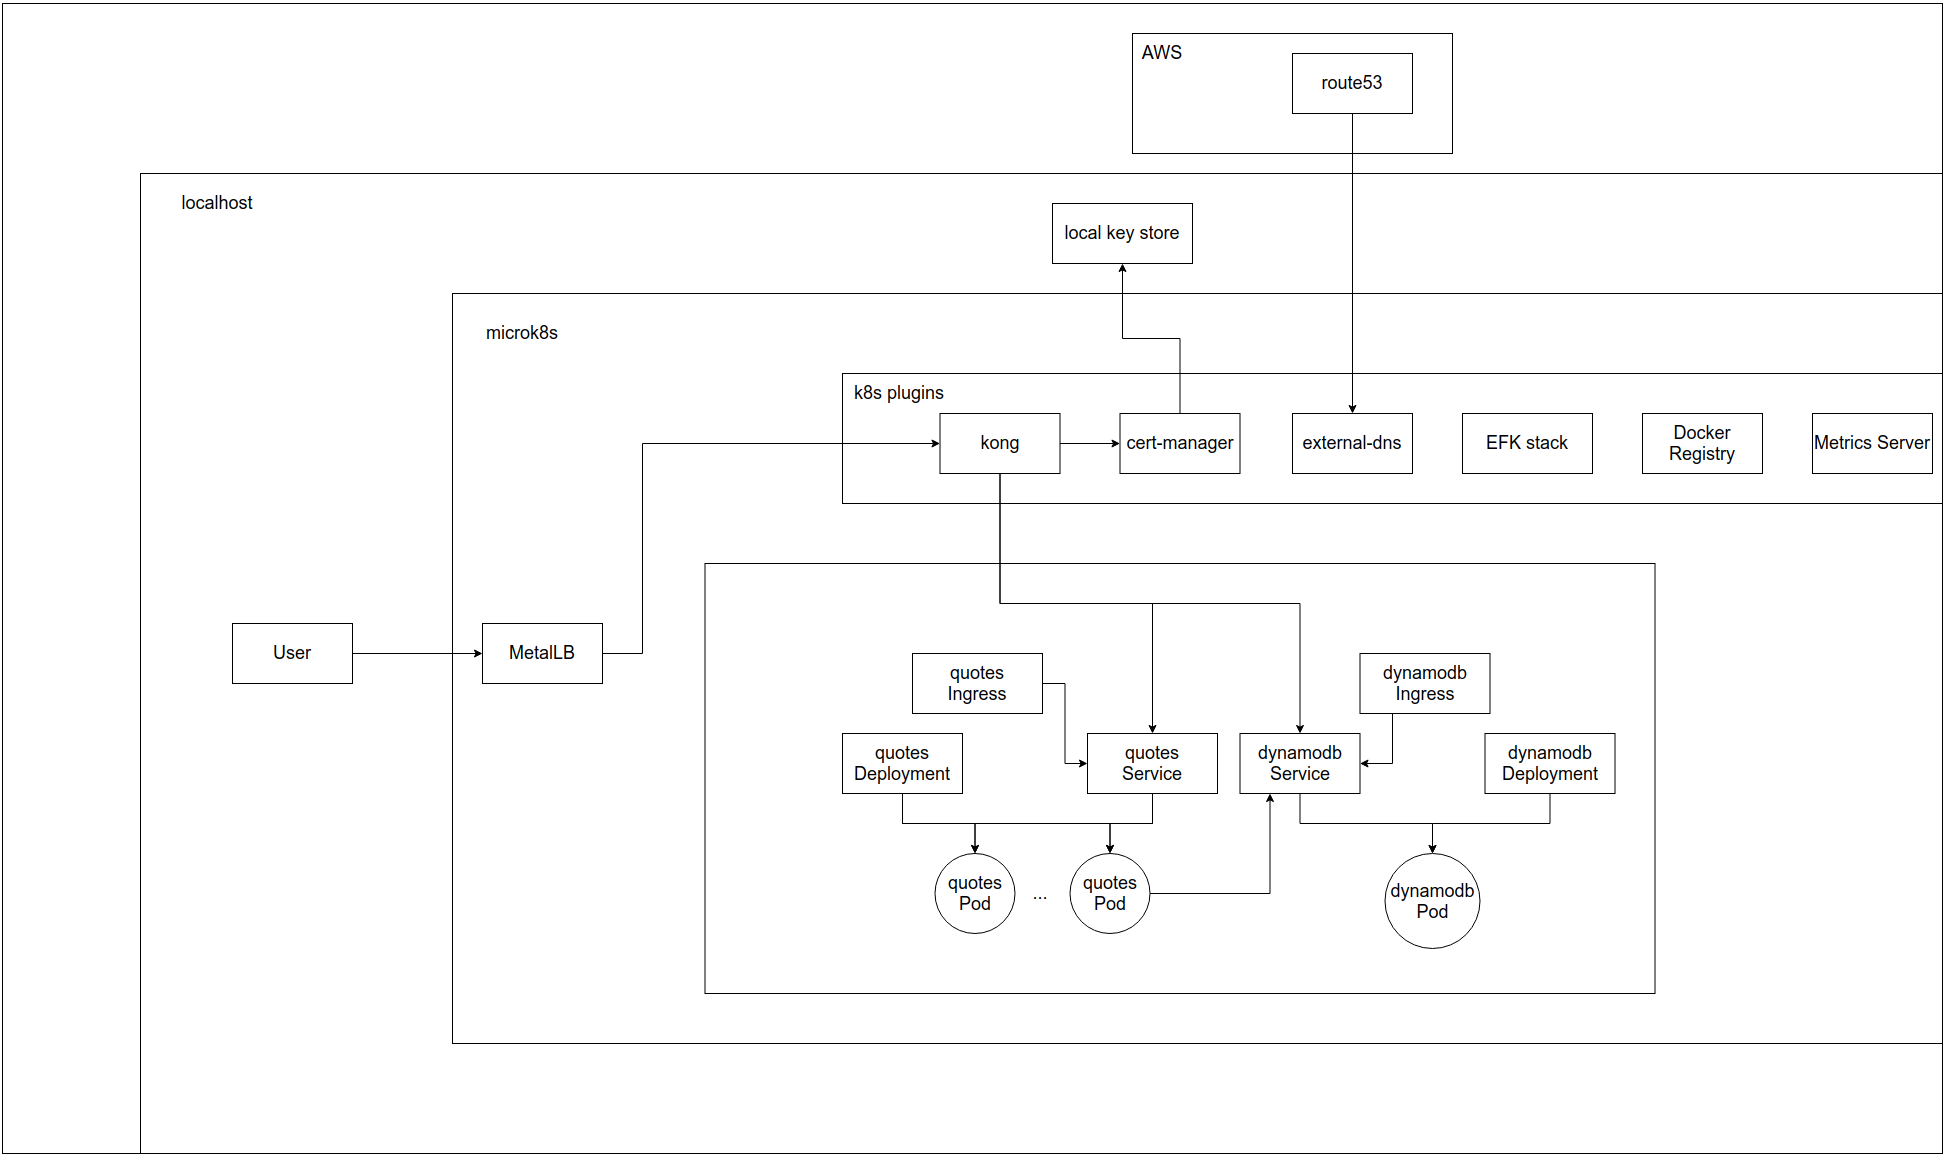 AWS
route53
localhost
local key store
microk8s
k8s plugins
kong
cert-manager
external-dns
EFK stack
Docker
Registry
Metrics Server
User
MetalLB
quotes
Ingress
dynamodb
Ingress
quotes
Deployment
quotes
Service
dynamodb
Service
dynamodb
Deployment
quotes
Pod
...
quotes
Pod
dynamodb
Pod